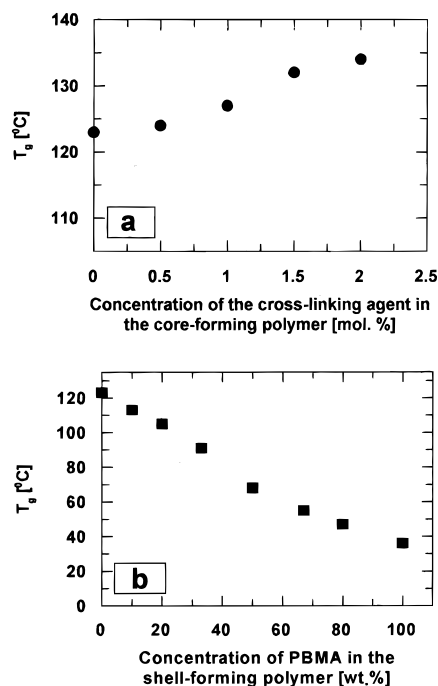 140
130
120
110
T_g [⁰C]
a
0 0.5 1 1.5 2 2.5
Concentration of the cross-linking agent in
the core-forming polymer [mol. %]
120
100
80
60
40
20
0
T_g [⁰C]
b
0 20 40 60 80 100
Concentration of PBMA in the
shell-forming polymer [wt.%]